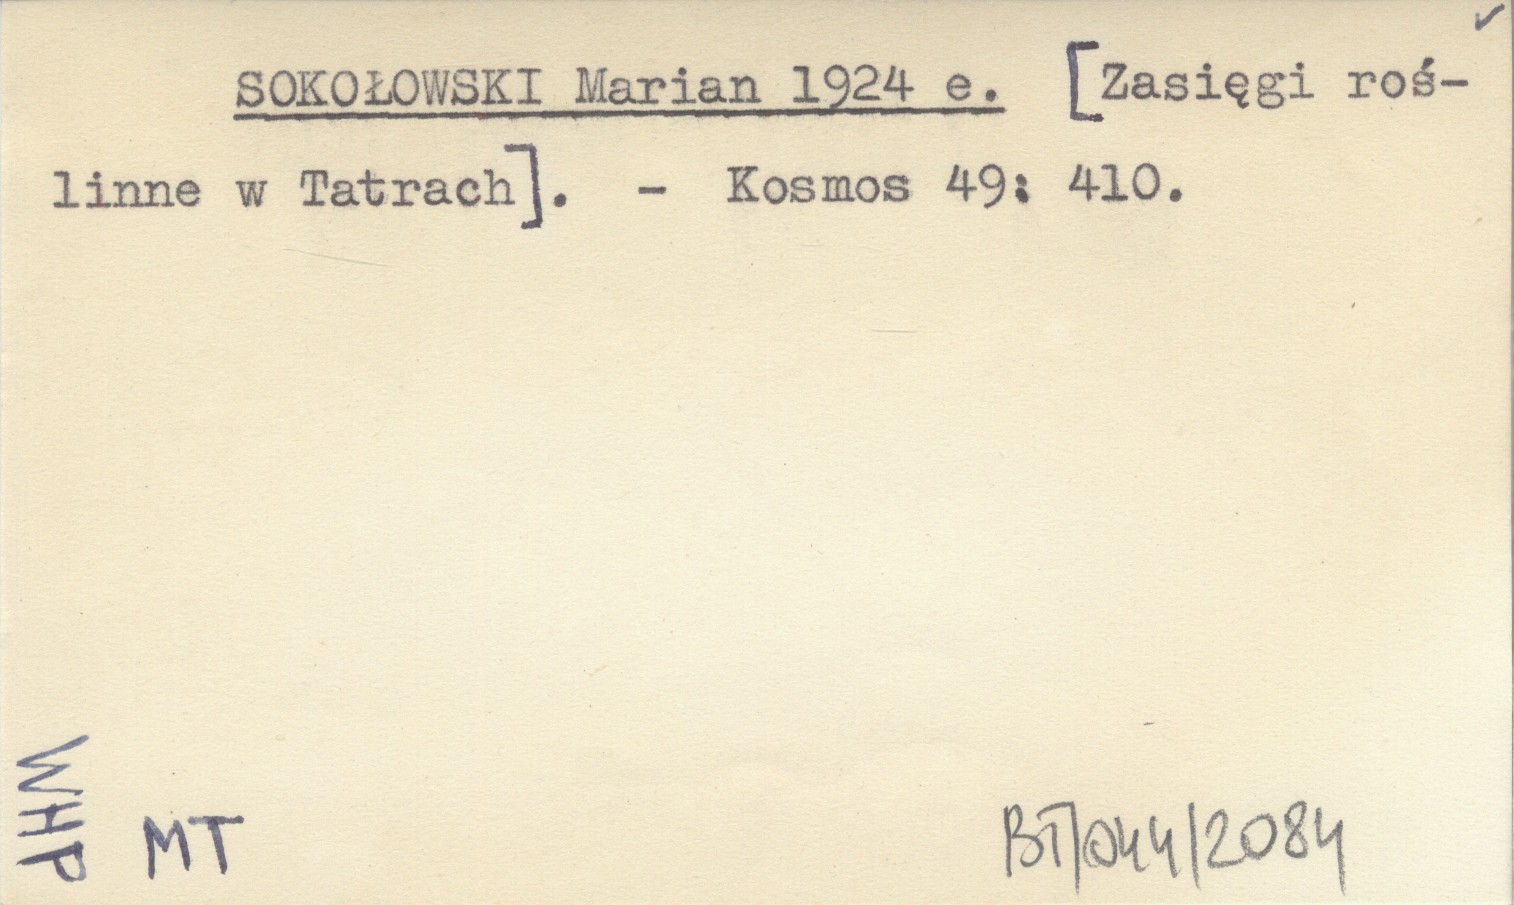 SOKOŁOWSKI Marian 1924 e. [Zasięgi roś-
linne w Tatrach]. - Kosmos 49: 410.
WHP
MT
BT/044/2084